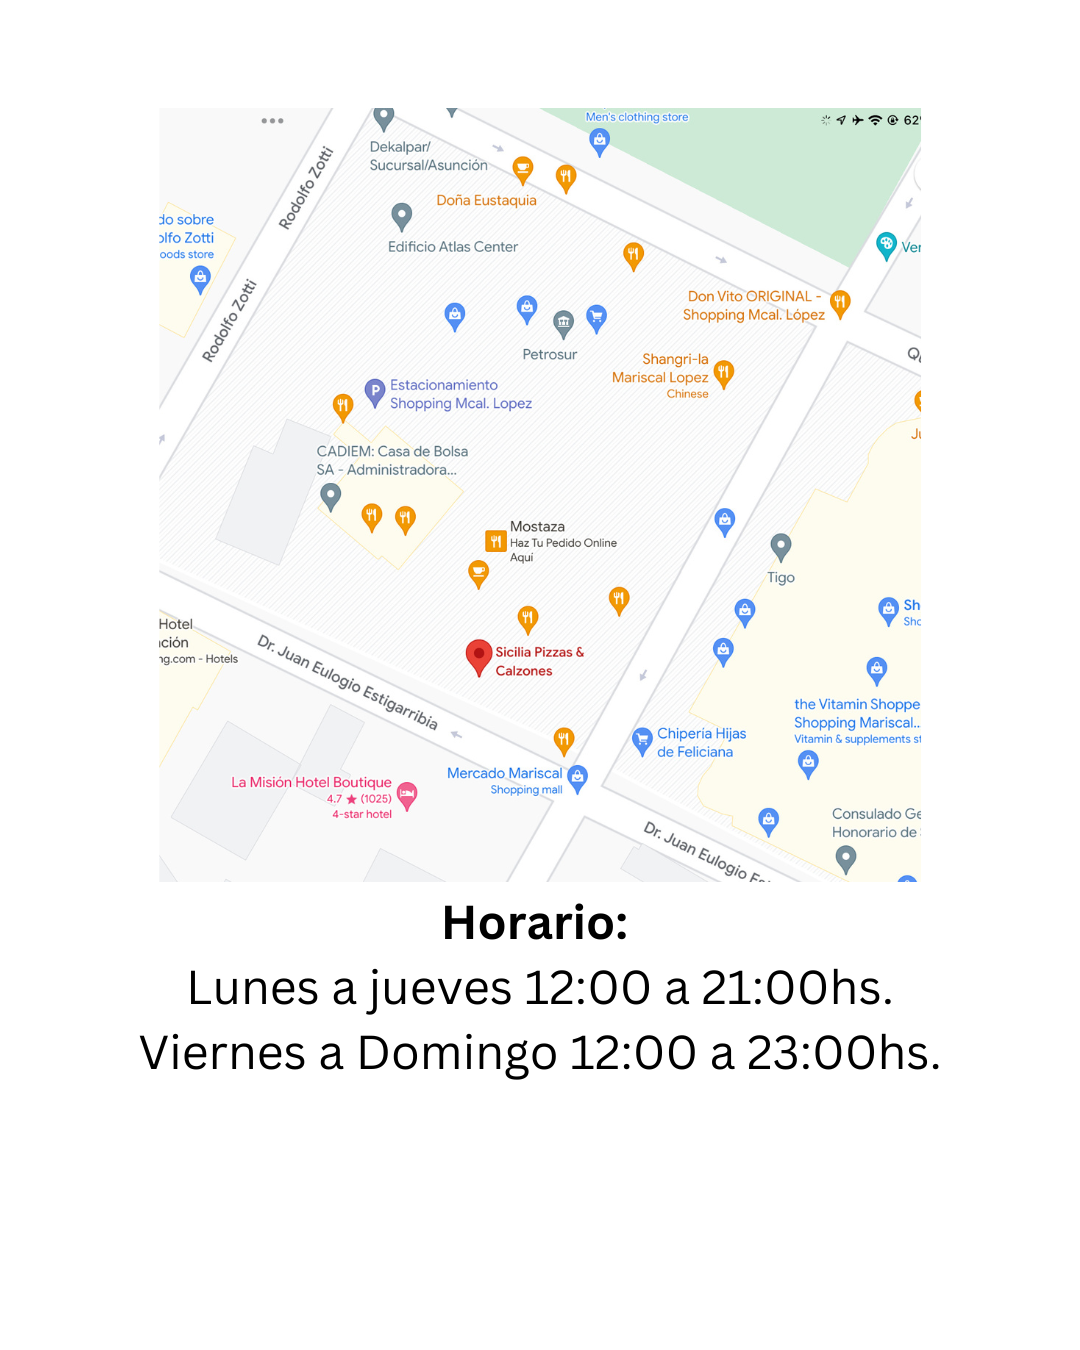 •••
62
Men's clothing store
Dekalpar/
Sucursal/Asunción
Rodolfo Zotti
Doña Eustaquia
do sobre
olfo Zotti
oods store
Edificio Atlas Center
Ver
Rodolfo Zotti
Don Vito ORIGINAL -
Shopping Mcal. López
Petrosur
Shangri-la
Mariscal Lopez
Chinese
Estacionamiento
Shopping Mcal. Lopez
P
CADIEM: Casa de Bolsa
SA - Administradora...
Mostaza
Haz Tu Pedido Online
Aquí
Tigo
Sh
Sho
Hotel
ción
ng.com - Hotels
Dr. Juan Eulogio Estigarribia
Sicilia Pizzas &
Calzones
the Vitamin Shoppe
Shopping Mariscal...
Vitamin & supplements st
Chipería Hijas
de Feliciana
Mercado Mariscal
Shopping mall
La Misión Hotel Boutique
4.7 ★ (1025)
4-star hotel
Dr. Juan Eulogio Es
Consulado Ge
Honorario de
Horario:
Lunes a jueves 12:00 a 21:00hs.
Viernes a Domingo 12:00 a 23:00hs.